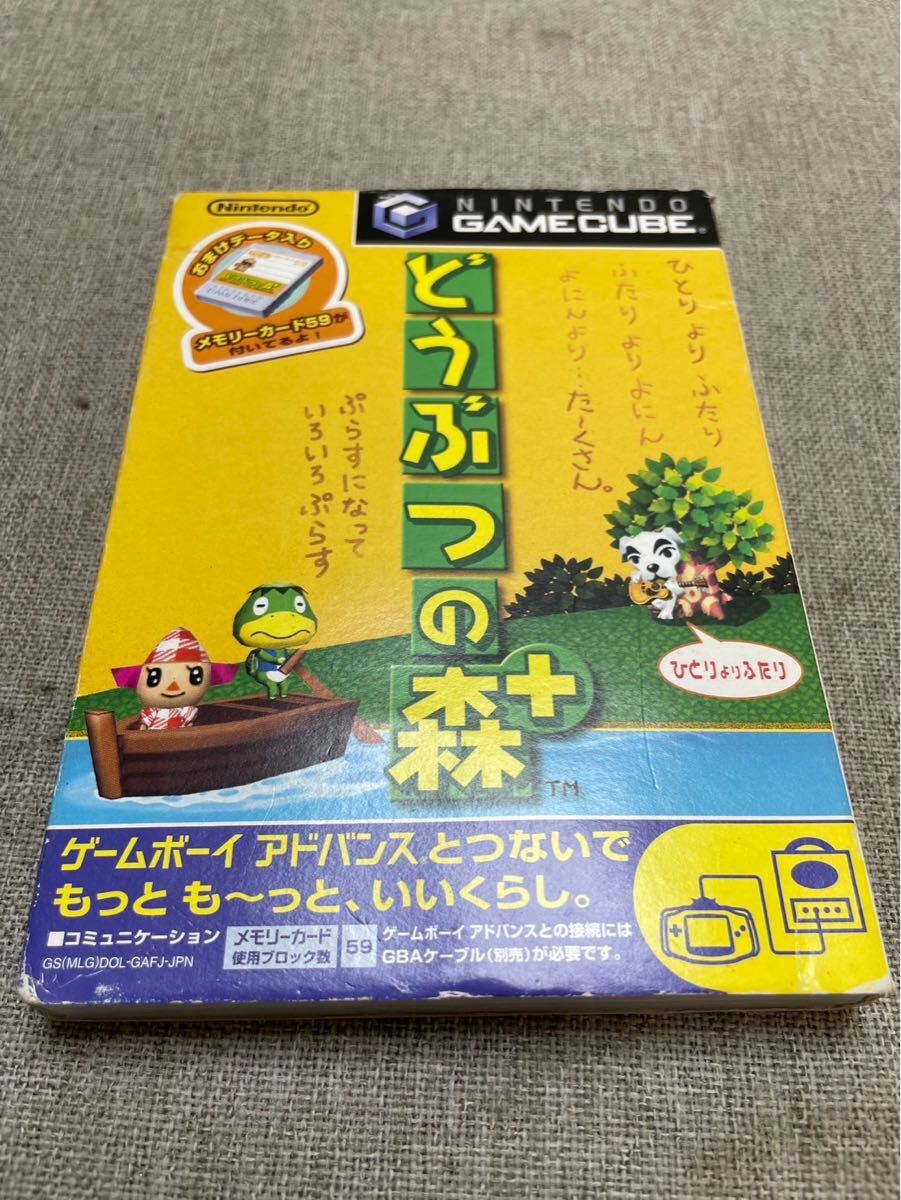 Nintendo
NINTENDO
GAMECUBE
おまけデータ入り
メモリーカード59が
付いてるよ!
どうぶつの森+
TM
ひとりよりふたり
ふたりよりよにん
よにんより‥た〜くさん。
ぷらすになって
いろいろぷらす
ひとりよりふたり
ゲームボーイ アドバンスとつないで
もっと も〜っと、いいくらし。
■コミュニケーション
メモリーカード
使用ブロック数
59
ゲームボーイ アドバンスとの接続には
GBAケーブル(別売)が必要です。
GS(MLG)DOL-GAFJ-JPN